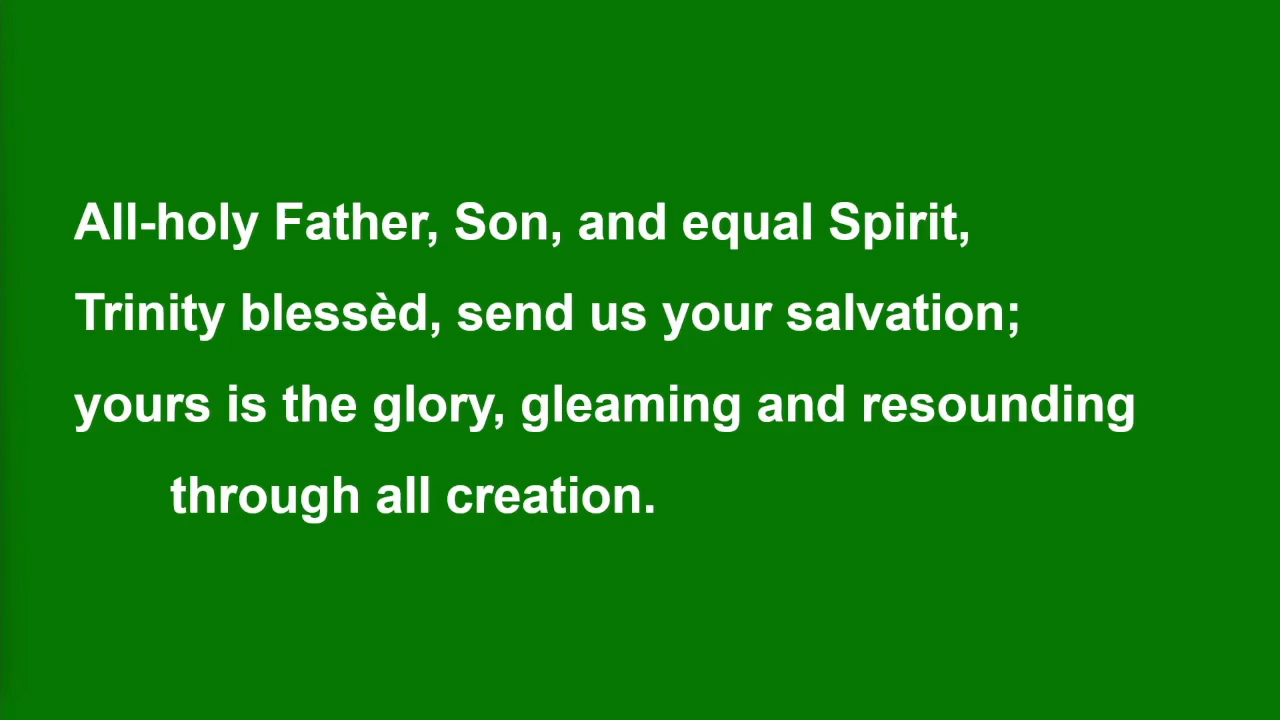 All-holy Father, Son, and equal Spirit,
Trinity blessèd, send us your salvation;
yours is the glory, gleaming and resounding
through all creation.